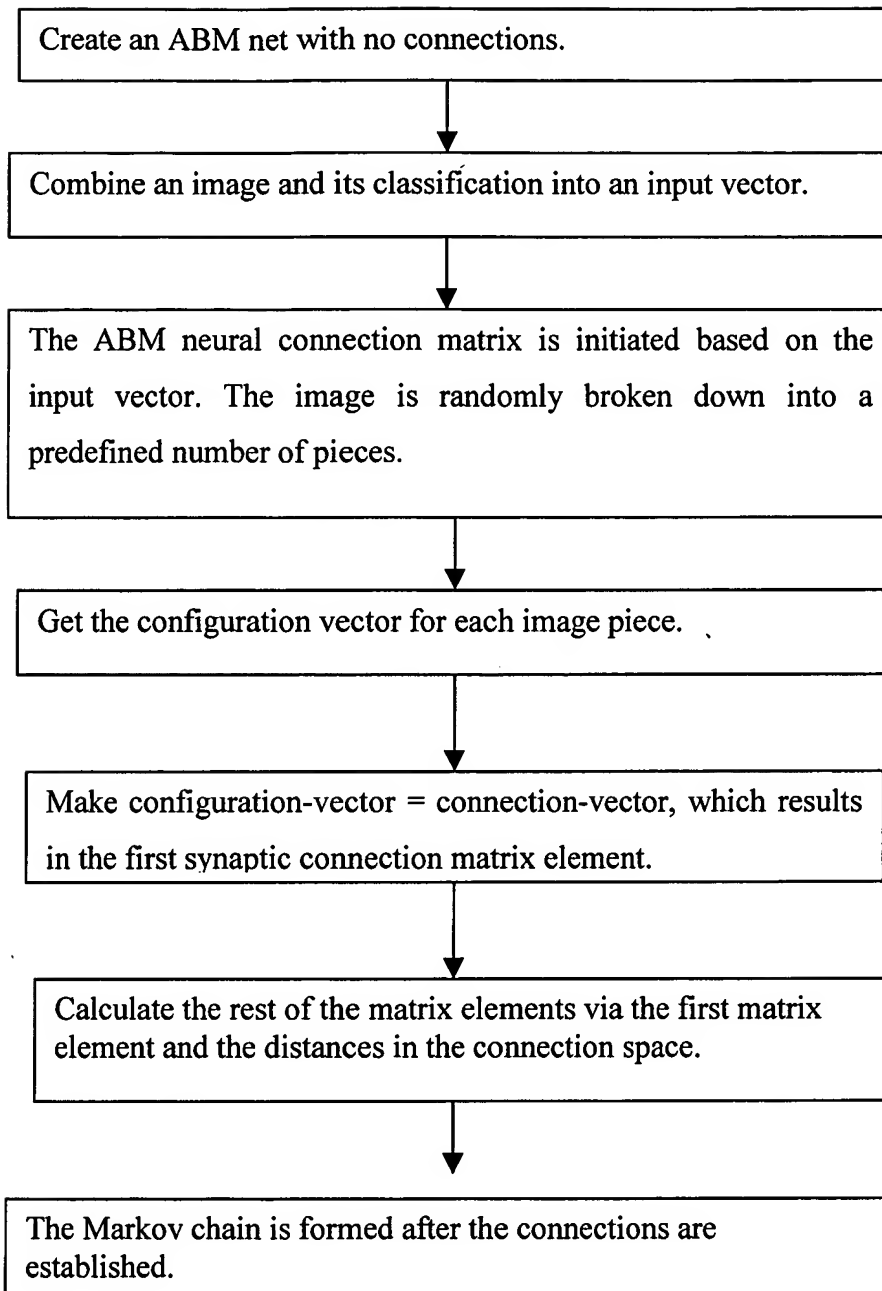 Create an ABM net with no connections.
Combine an image and its classification into an input vector.
The ABM neural connection matrix is initiated based on the
input vector. The image is randomly broken down into a
predefined number of pieces.
Get the configuration vector for each image piece.
Make configuration-vector = connection-vector, which results
in the first synaptic connection matrix element.
Calculate the rest of the matrix elements via the first matrix
element and the distances in the connection space.
The Markov chain is formed after the connections are
established.